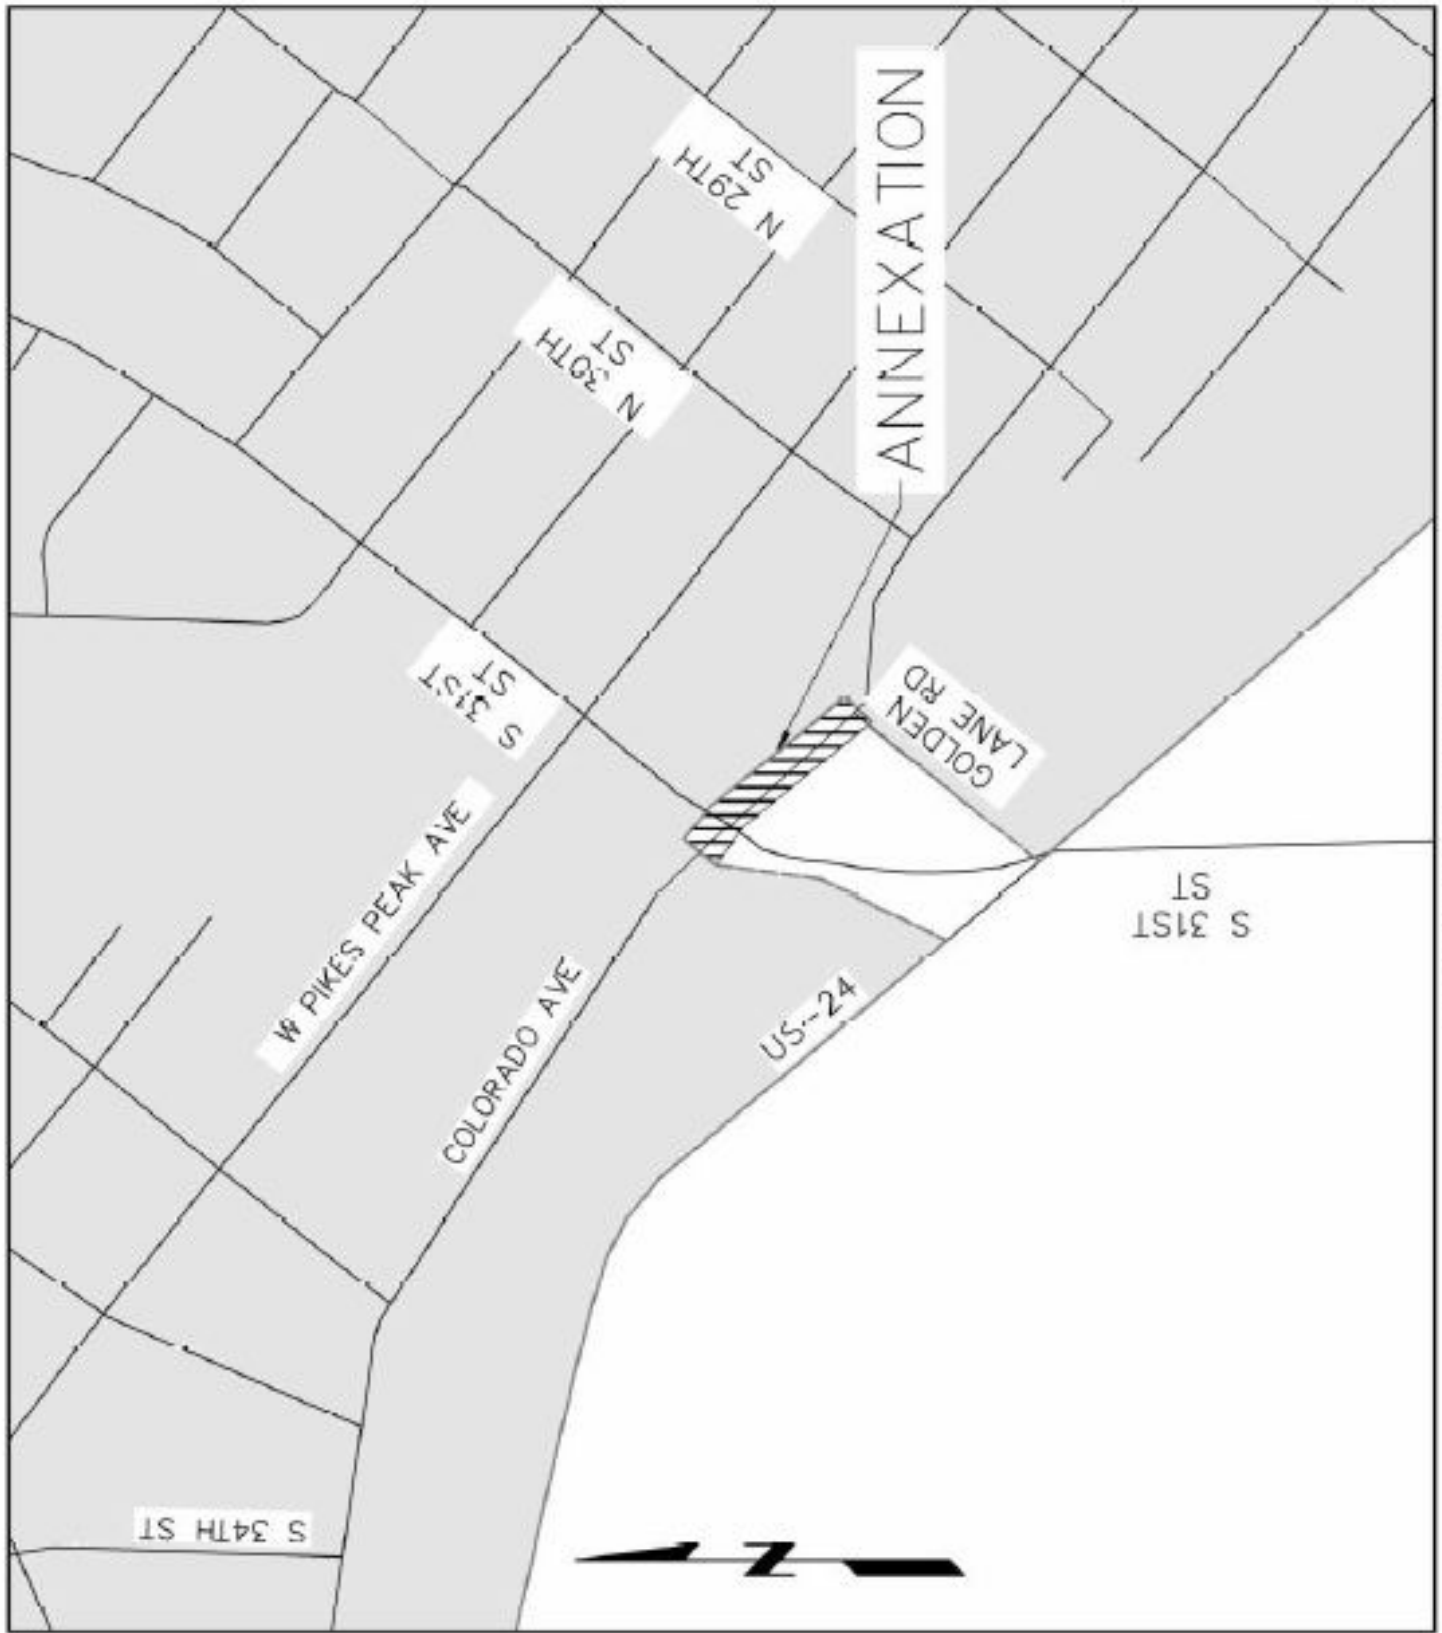 N 29TH
ST
ANNEXATION
N 30TH
ST
S 31ST
ST
GOLDEN
LANE RD
W PIKES PEAK AVE
COLORADO AVE
US-24
S 31ST
ST
S 34TH ST
N